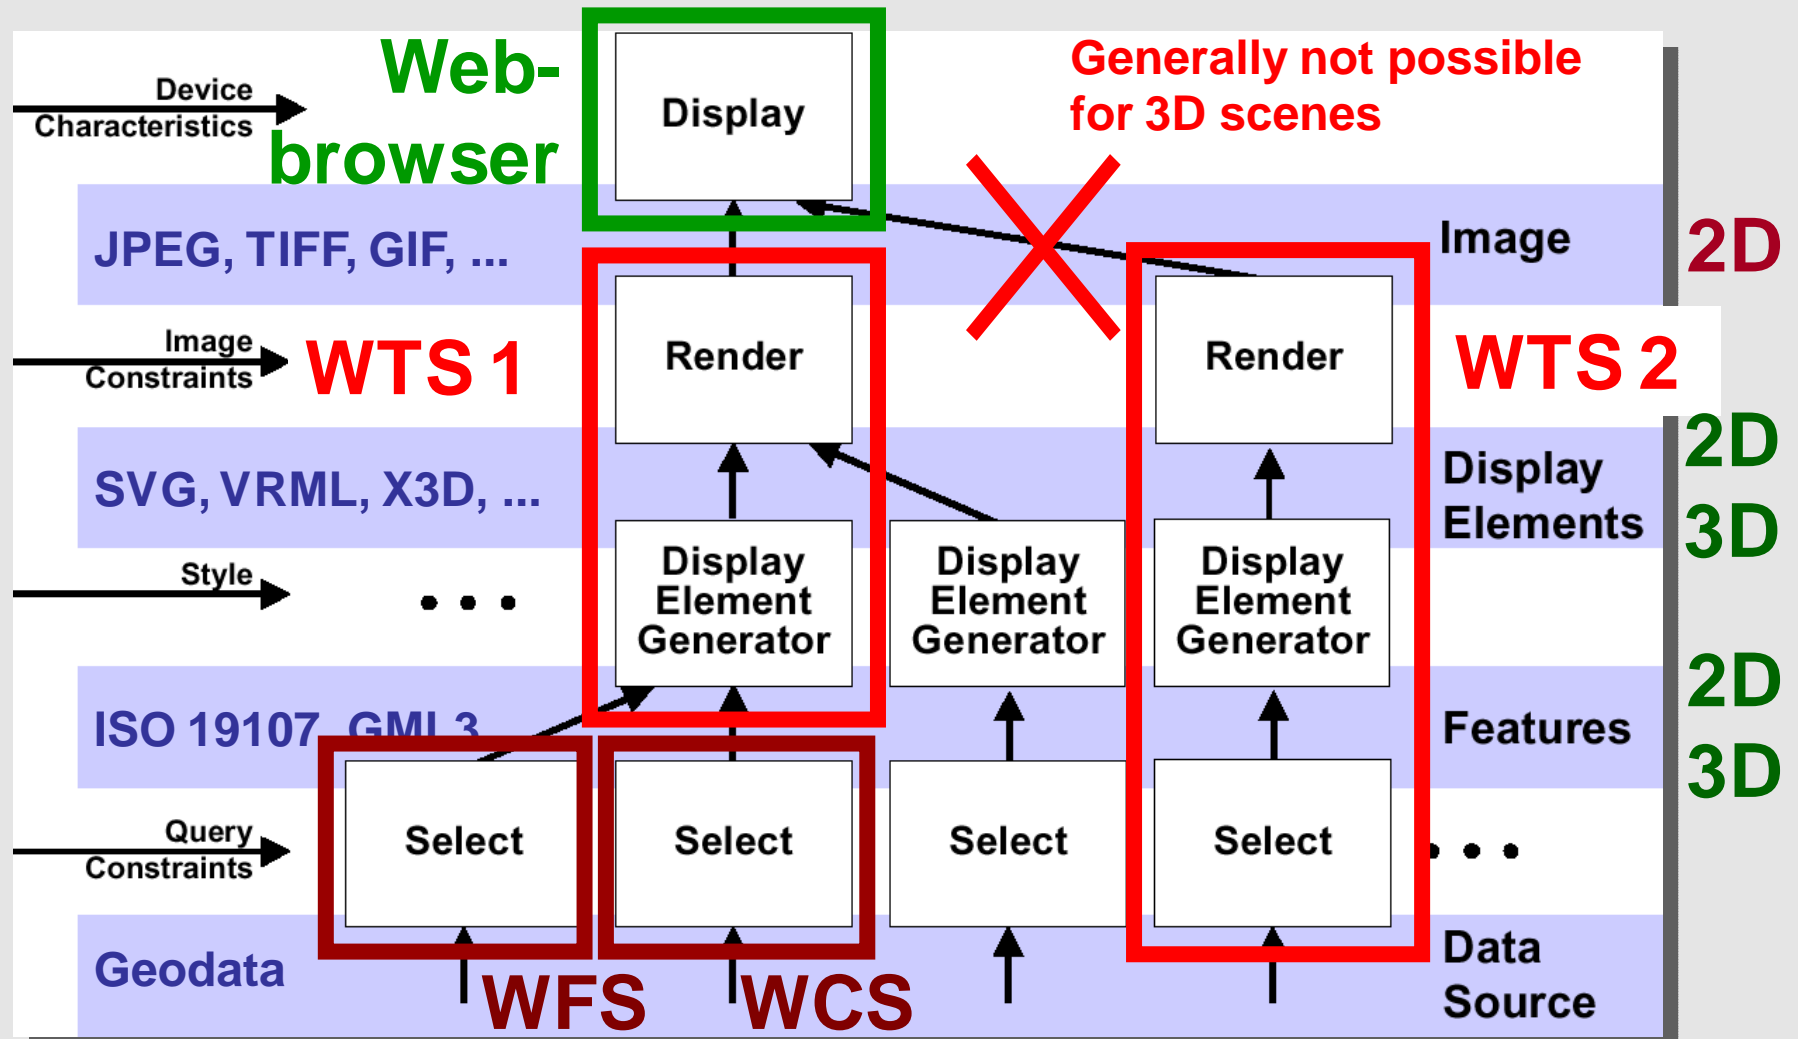 Web-
browser
Display
Generally not possible
for 3D scenes
Device
Characteristics
JPEG, TIFF, GIF, ...
Image
2D
Image
Constraints
WTS 1
Render
Render
WTS 2
SVG, VRML, X3D, ...
Display
Elements
2D
3D
Style
...
Display
Element
Generator
Display
Element
Generator
Display
Element
Generator
ISO 19107, GML3
Features
2D
3D
Query
Constraints
Select
Select
Select
Select
...
Geodata
WFS
WCS
Data
Source